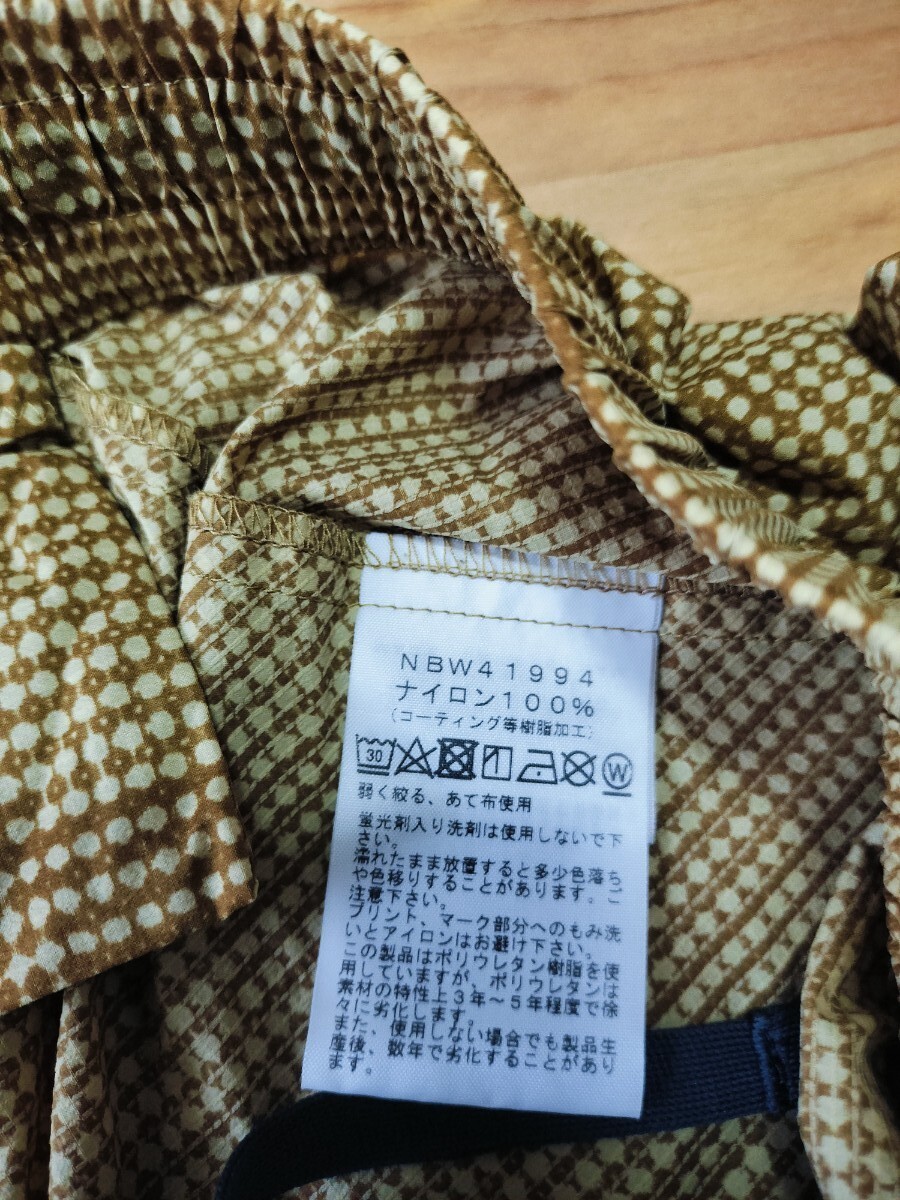 NBW41994
ナイロン100%
(コーティング等樹脂加工)
30 W
弱く絞る、あて布使用
蛍光剤入り洗剤は使用しないで下
さい。
濡れたまま放置すると多少色落ち
や色移りすることがあります。ご
注意下さい。
プリント、マーク部分へのもみ洗
いとアイロンはお避け下さい。
この製品はポリウレタン樹脂を使
用していますが、ポリウレタンは
素材の特性上3年～5年程度で徐
々に劣化します。
また、使用しない場合でも製品生
産後、数年で劣化することがあり
ます。